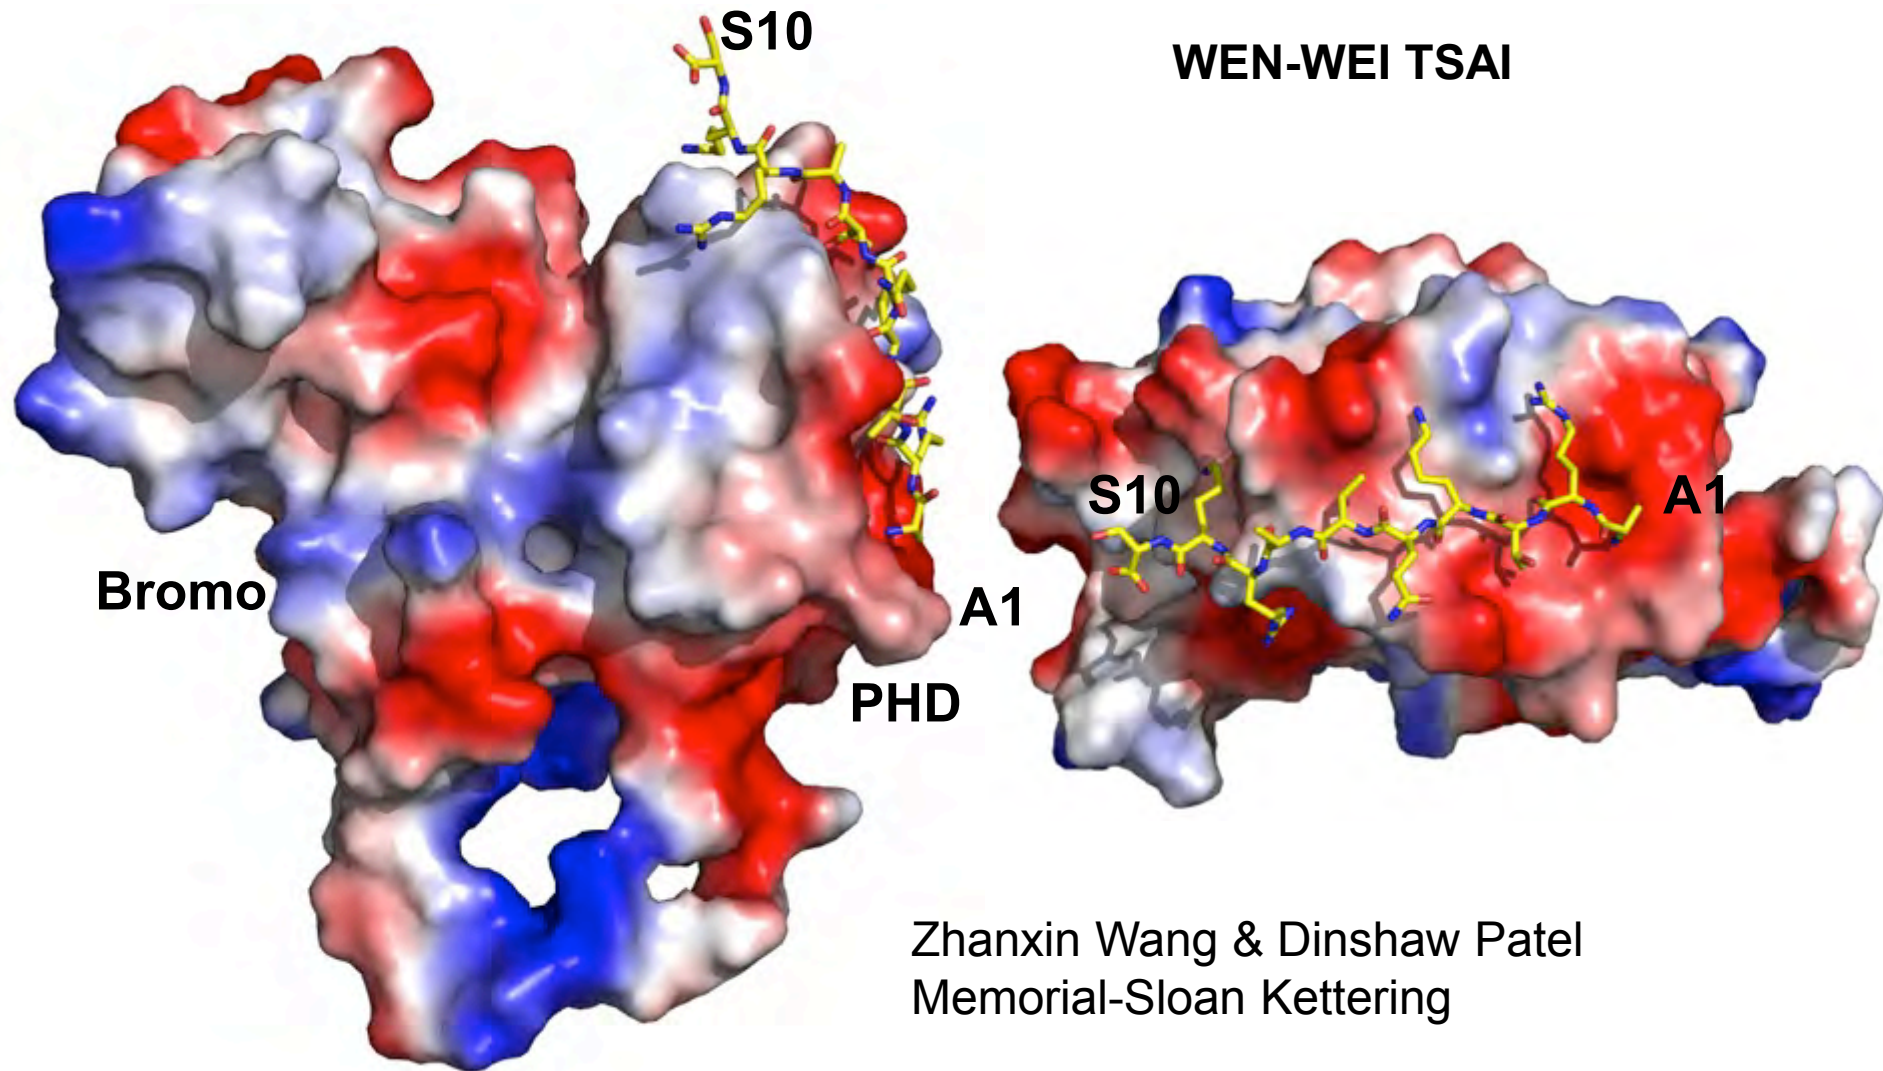 S10
WEN-WEI TSAI
S10
A1
Bromo
A1
PHD
Zhanxin Wang & Dinshaw Patel
Memorial-Sloan Kettering